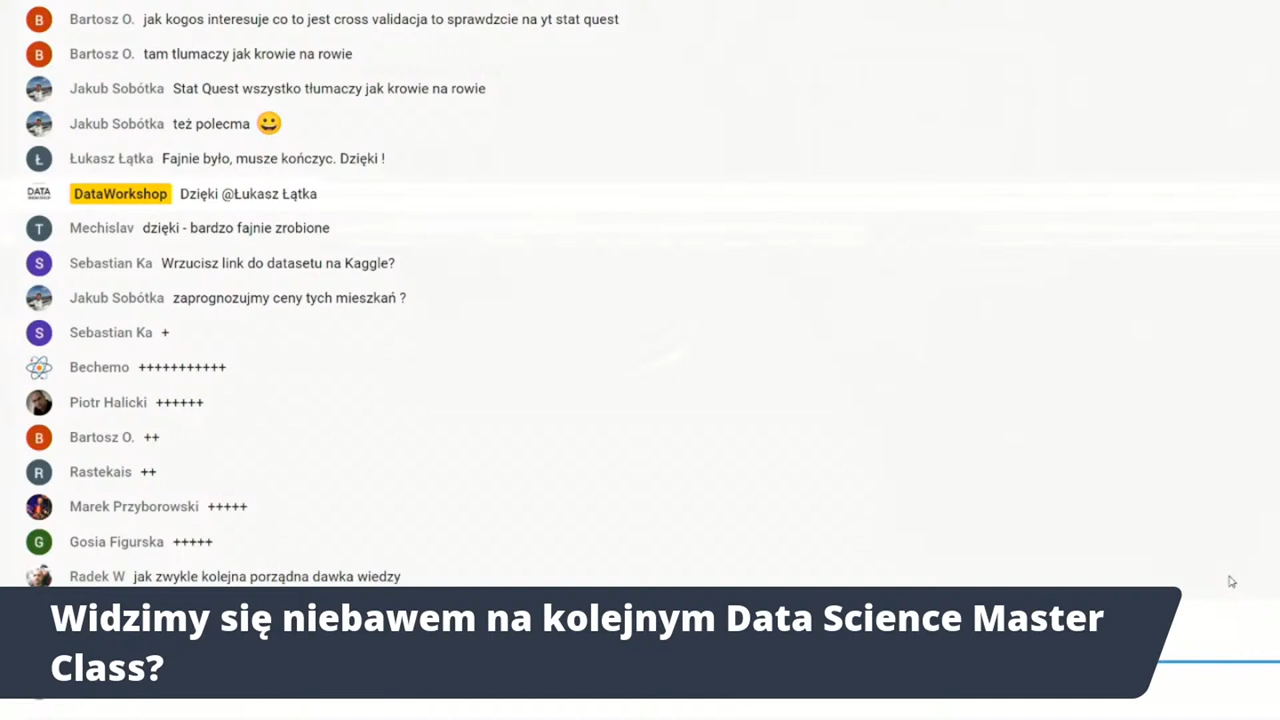 B Bartosz O. jak kogos interesuje co to jest cross validacja to sprawdzcie na yt stat quest
B Bartosz O. tam tlumaczy jak krowie na rowie
Jakub Sobótka Stat Quest wszystko tłumaczy jak krowie na rowie
Jakub Sobótka też polecma 😀
Ł Łukasz Łątka Fajnie było, musze kończyc. Dzięki !
DATA WORKSHOP DataWorkshop Dzięki @Łukasz Łątka
T Mechislav dzięki - bardzo fajnie zrobione
S Sebastian Ka Wrzucisz link do datasetu na Kaggle?
Jakub Sobótka zaprognozujmy ceny tych mieszkań ?
S Sebastian Ka +
Bechemo +++++++++++
Piotr Halicki ++++++
B Bartosz O. ++
R Rastekais ++
Marek Przyborowski +++++
G Gosia Figurska +++++
Radek W jak zwykle kolejna porządna dawka wiedzy
Widzimy się niebawem na kolejnym Data Science Master
Class?